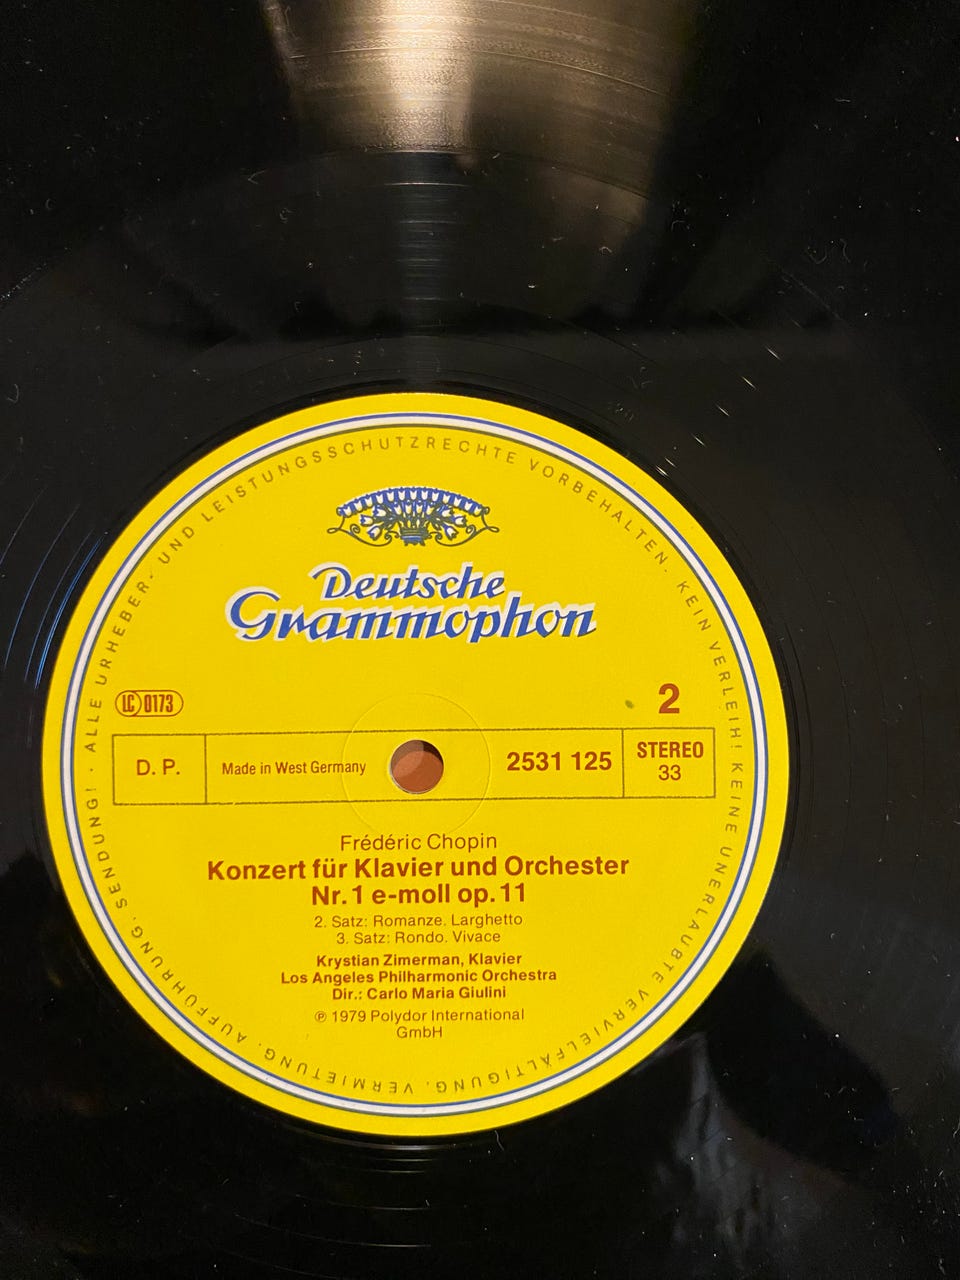 ALLE URHEBER- UND LEISTUNGSSCHUTZRECHTE VORBEHALTEN. KEIN VERLEIH! KEINE UNERLAUBTE VERVIELFÄLTIGUNG, VERMIETUNG, AUFFÜHRUNG, SENDUNG! ·
Deutsche
Grammophon
LC 0173
2
D. P.
Made in West Germany
2531 125
STEREO
33
Frédéric Chopin
Konzert für Klavier und Orchester
Nr. 1 e-moll op. 11
2. Satz: Romanze. Larghetto
3. Satz: Rondo. Vivace
Krystian Zimerman, Klavier
Los Angeles Philharmonic Orchestra
Dir.: Carlo Maria Giulini
℗ 1979 Polydor International
GmbH